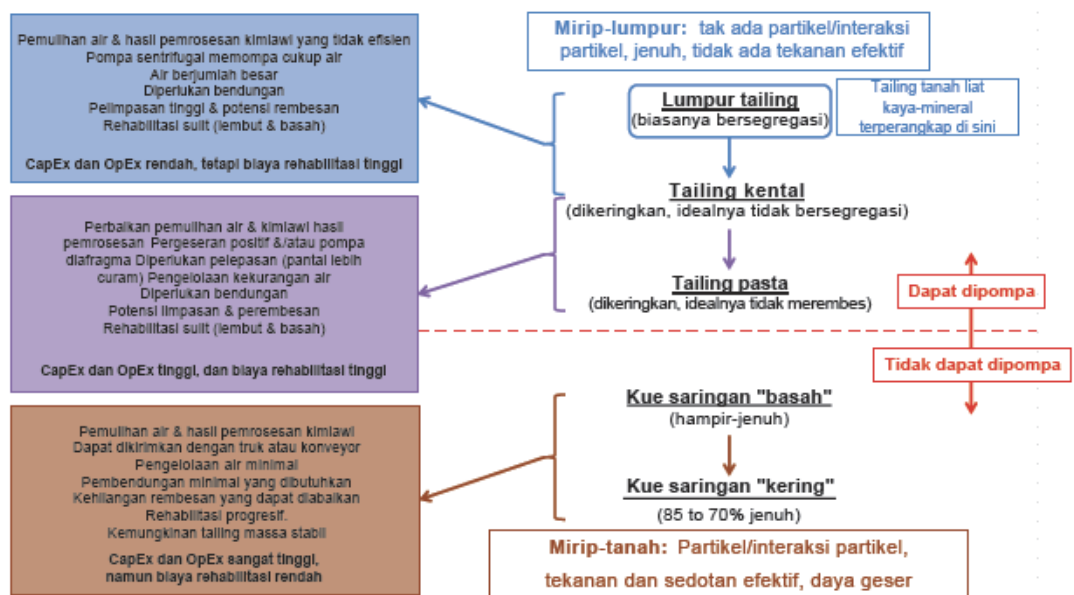 Pemulihan air & hasil pemrosesan kimiawi yang tidak efisien
Pompa sentrifugal memompa cukup air
Air berjumlah besar
Diperlukan bendungan
Pelimpasan tinggi & potensi rembesan
Rehabilitasi sulit (lembut & basah)
CapEx dan OpEx rendah, tetapi biaya rehabilitasi tinggi
Mirip-lumpur: tak ada partikel/interaksi
partikel, jenuh, tidak ada tekanan efektif
Lumpur tailing
(biasanya bersegregasi)
Tailing tanah liat
kaya-mineral
terperangkap di sini
Tailing kental
(dikeringkan, idealnya tidak bersegregasi)
Perbaikan pemulihan air & kimiawi hasil
pemrosesan Pergeseran positif &/atau pompa
diafragma Diperlukan pelepasan (pantai lebih
curam) Pengelolaan kekurangan air
Diperlukan bendungan
Potensi limpasan & perembesan
Rehabilitasi sulit (lembut & basah)
CapEx dan OpEx tinggi, dan biaya rehabilitasi tinggi
Tailing pasta
(dikeringkan, idealnya tidak merembes)
Dapat dipompa
Tidak dapat dipompa
Kue saringan "basah"
(hampir-jenuh)
Pemulihan air & hasil pemrosesan kimiawi
Dapat dikirimkan dengan truk atau konveyor
Pengelolaan air minimal
Pembendungan minimal yang dibutuhkan
Kehilangan rembesan yang dapat diabaikan
Rehabilitasi progresif.
Kemungkinan tailing massa stabil
CapEx dan OpEx sangat tinggi,
namun biaya rehabilitasi rendah
Kue saringan "kering"
(85 to 70% jenuh)
Mirip-tanah: Partikel/interaksi partikel,
tekanan dan sedotan efektif, daya geser